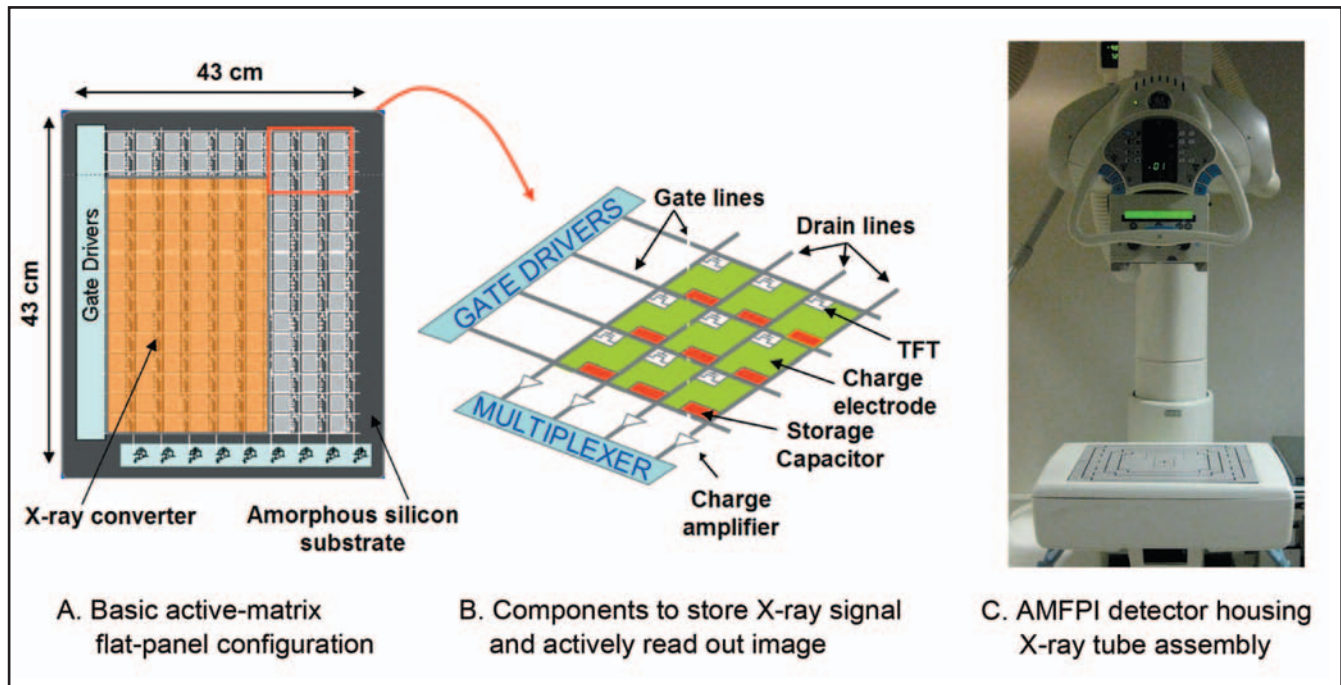 43 cm
43 cm
Gate Drivers
X-ray converter
Amorphous silicon
substrate
GATE DRIVERS
Gate lines
Drain lines
TFT
Charge
electrode
Storage
Capacitor
Charge
amplifier
MULTIPLEXER
-01
A. Basic active-matrix
flat-panel configuration
B. Components to store X-ray signal
and actively read out image
C. AMFPI detector housing
X-ray tube assembly